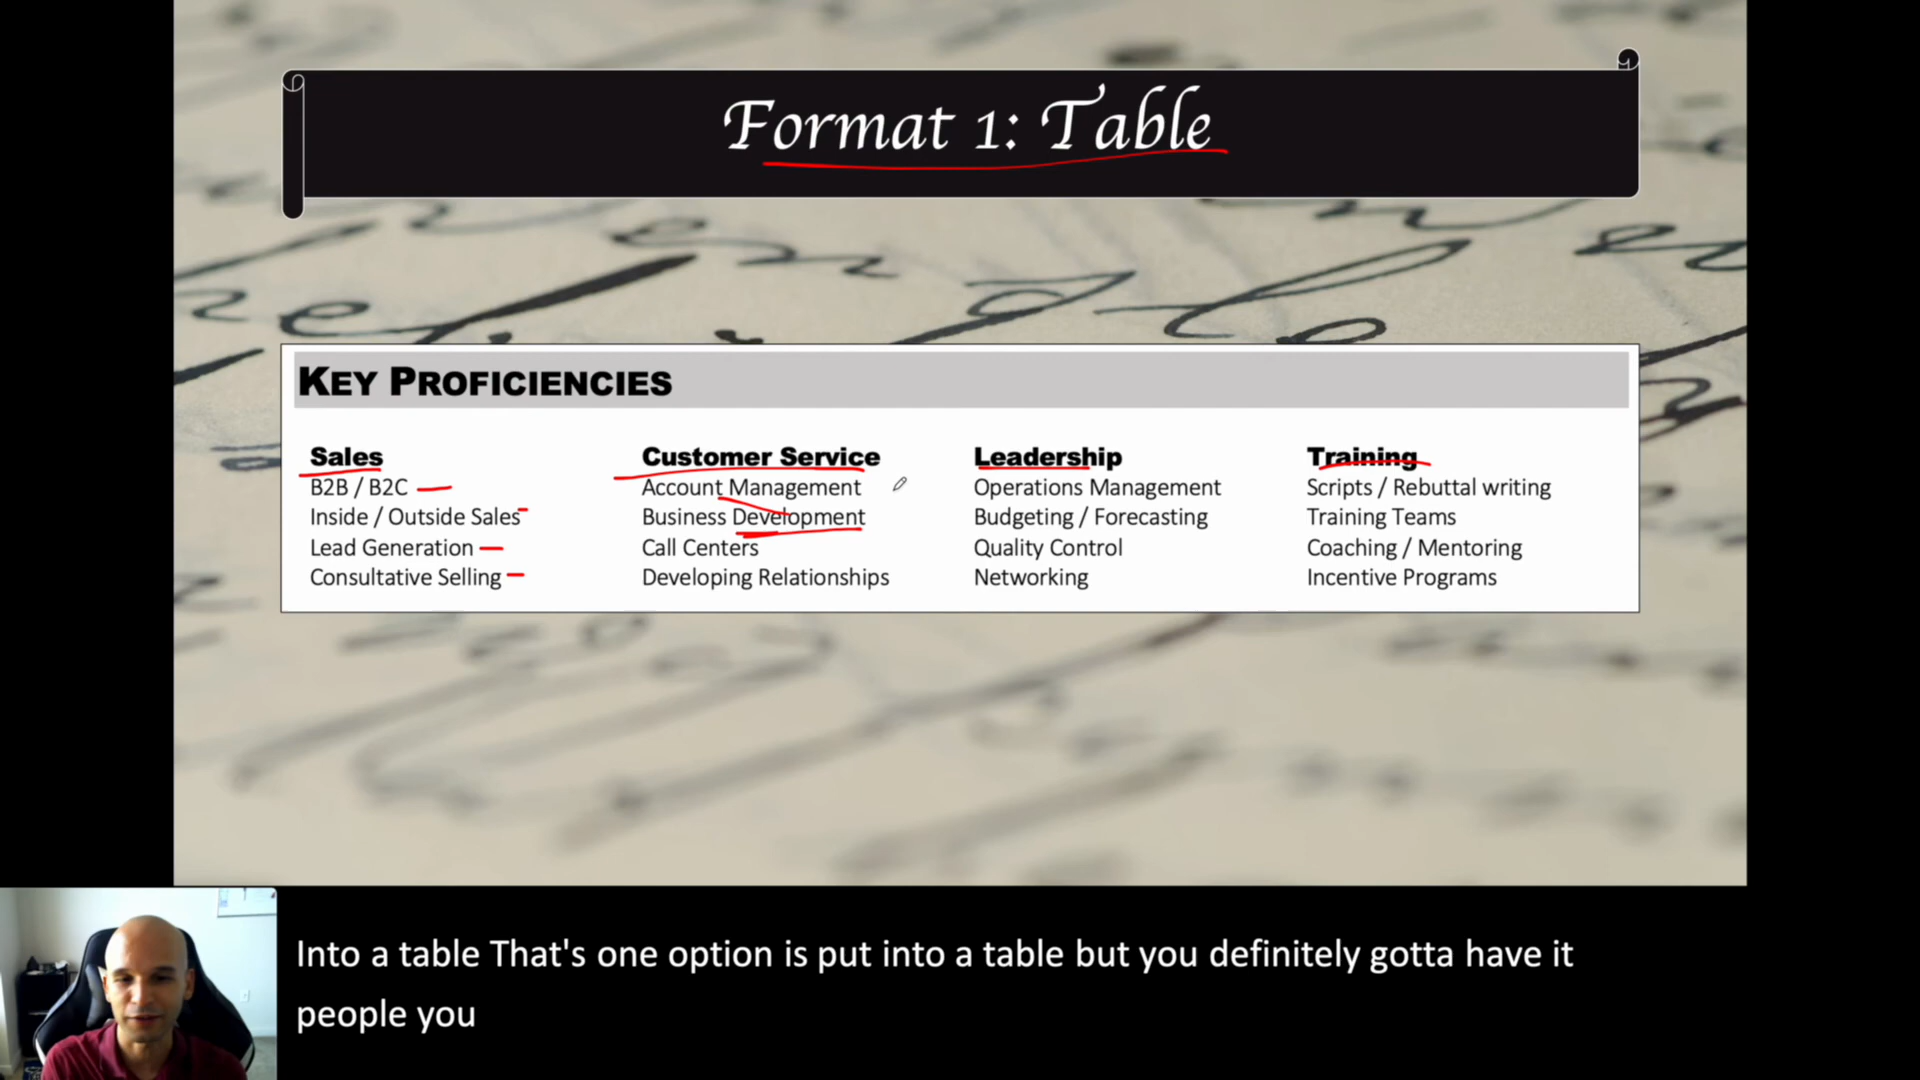 Format 1: Table
KEY PROFICIENCIES
Sales
B2B / B2C
Inside / Outside Sales
Lead Generation
Consultative Selling
Customer Service
Account Management
Business Development
Call Centers
Developing Relationships
Leadership
Operations Management
Budgeting / Forecasting
Quality Control
Networking
Training
Scripts / Rebuttal writing
Training Teams
Coaching / Mentoring
Incentive Programs
Into a table That's one option is put into a table but you definitely gotta have it
people you